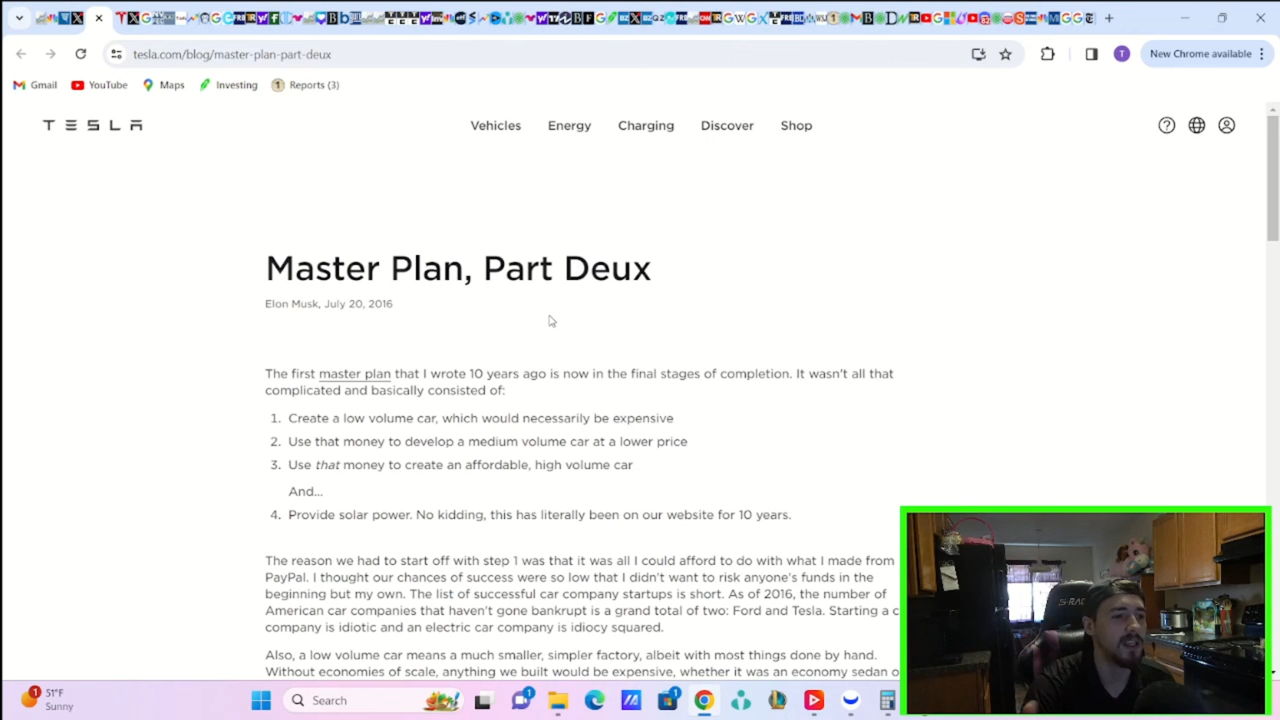 tesla.com/blog/master-plan-part-deux
New Chrome available
T
Gmail
YouTube
Maps
Investing
Reports (3)
TESLA
Vehicles
Energy
Charging
Discover
Shop
Master Plan, Part Deux
Elon Musk, July 20, 2016
The first master plan that I wrote 10 years ago is now in the final stages of completion. It wasn't all that
complicated and basically consisted of:
1. Create a low volume car, which would necessarily be expensive
2. Use that money to develop a medium volume car at a lower price
3. Use that money to create an affordable, high volume car
And...
4. Provide solar power. No kidding, this has literally been on our website for 10 years.
The reason we had to start off with step 1 was that it was all I could afford to do with what I made from
PayPal. I thought our chances of success were so low that I didn't want to risk anyone's funds in the
beginning but my own. The list of successful car company startups is short. As of 2016, the number of
American car companies that haven't gone bankrupt is a grand total of two: Ford and Tesla. Starting a c
company is idiotic and an electric car company is idiocy squared.
Also, a low volume car means a much smaller, simpler factory, albeit with most things done by hand.
Without economies of scale, anything we built would be expensive, whether it was an economy sedan o
1
51°F
Sunny
Search
1
1